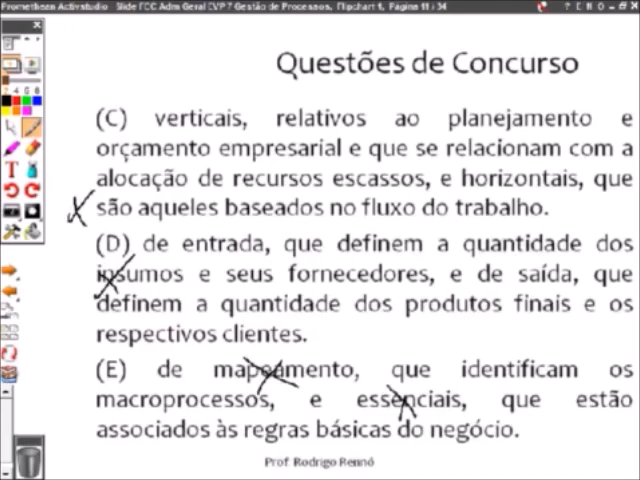 Promethean Activstudio - Slide FCC Adm Geral CVP 7 Gestão de Processos, Flipchart 1, Pagina 11 / 34
Questões de Concurso
(C) verticais, relativos ao planejamento e
orçamento empresarial e que se relacionam com a
alocação de recursos escassos, e horizontais, que
são aqueles baseados no fluxo do trabalho.
(D) de entrada, que definem a quantidade dos
insumos e seus fornecedores, e de saída, que
definem a quantidade dos produtos finais e os
respectivos clientes.
(E) de mapeamento, que identificam os
macroprocessos, e essenciais, que estão
associados às regras básicas do negócio.
Prof. Rodrigo Rennó